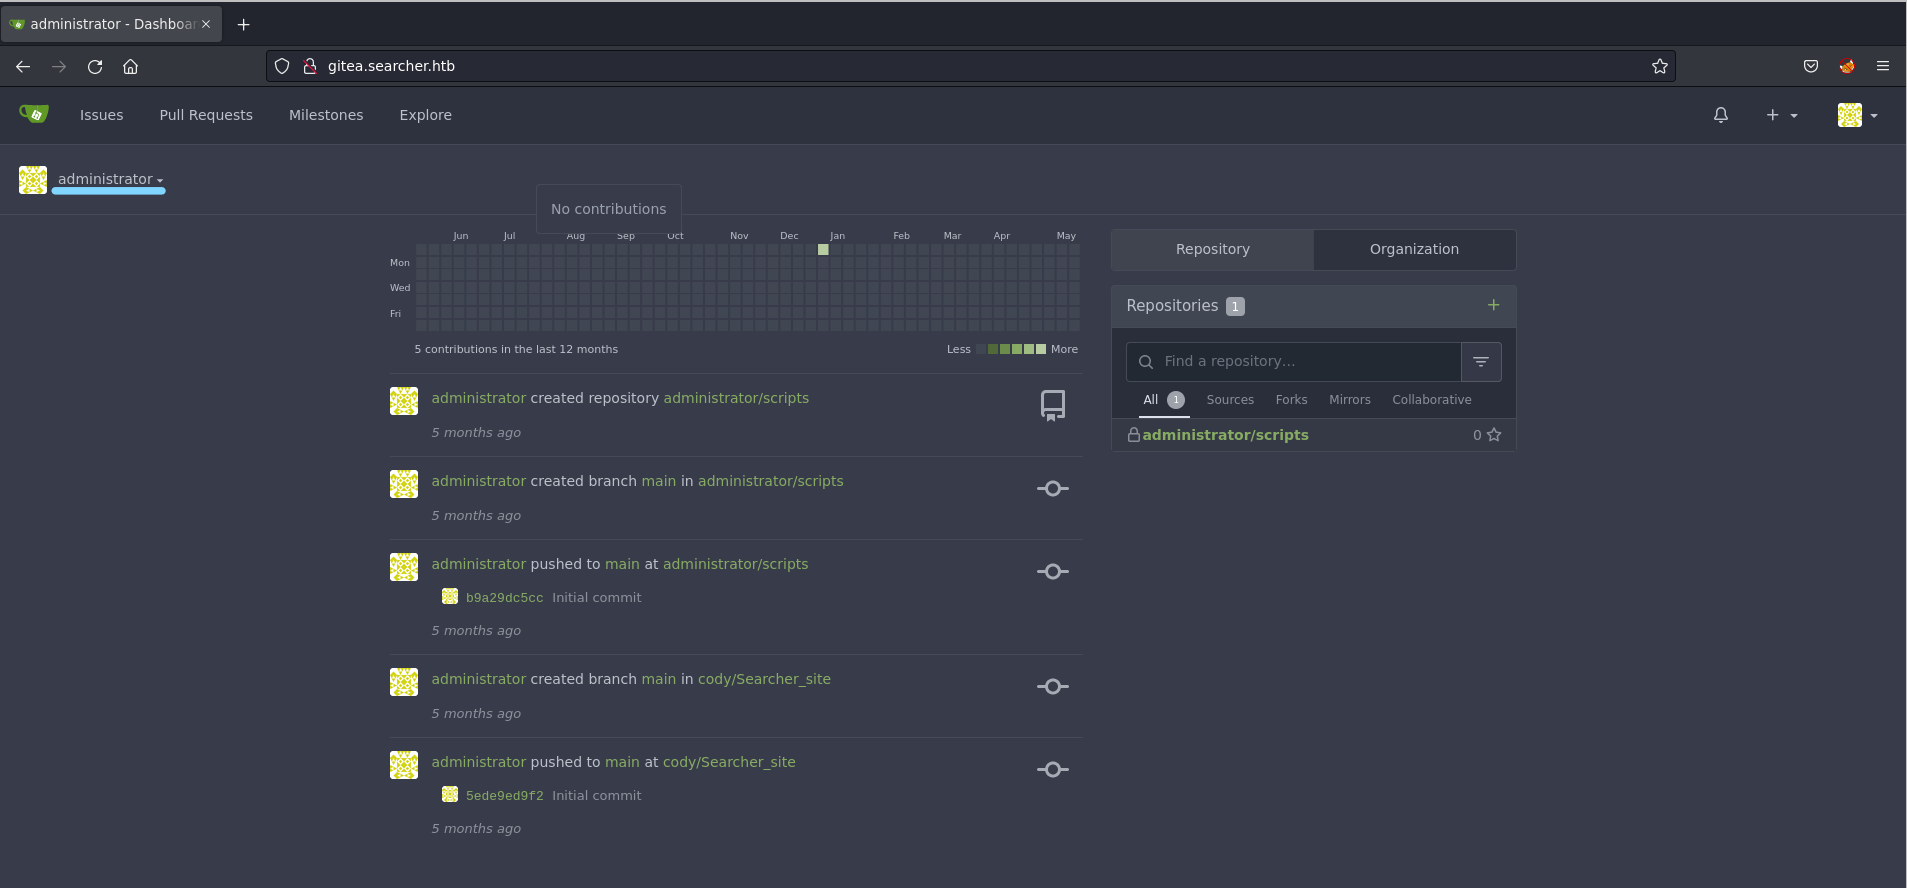 administrator - Dashboar
gitea.searcher.htb
Issues Pull Requests Milestones Explore
administrator
No contributions
Jun Jul Aug Sep Oct Nov Dec Jan Feb Mar Apr May
Mon
Wed
Fri
5 contributions in the last 12 months Less More
administrator created repository administrator/scripts
5 months ago
administrator created branch main in administrator/scripts
5 months ago
administrator pushed to main at administrator/scripts
b9a29dc5cc Initial commit
5 months ago
administrator created branch main in cody/Searcher_site
5 months ago
administrator pushed to main at cody/Searcher_site
5ede9ed9f2 Initial commit
5 months ago
Repository Organization
Repositories 1
Find a repository...
All 1 Sources Forks Mirrors Collaborative
administrator/scripts 0